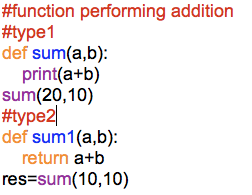 #function performing addition
#type1
def sum(a,b):
    print(a+b)
sum(20,10)
#type2
def sum1(a,b):
    return a+b
res=sum(10,10)